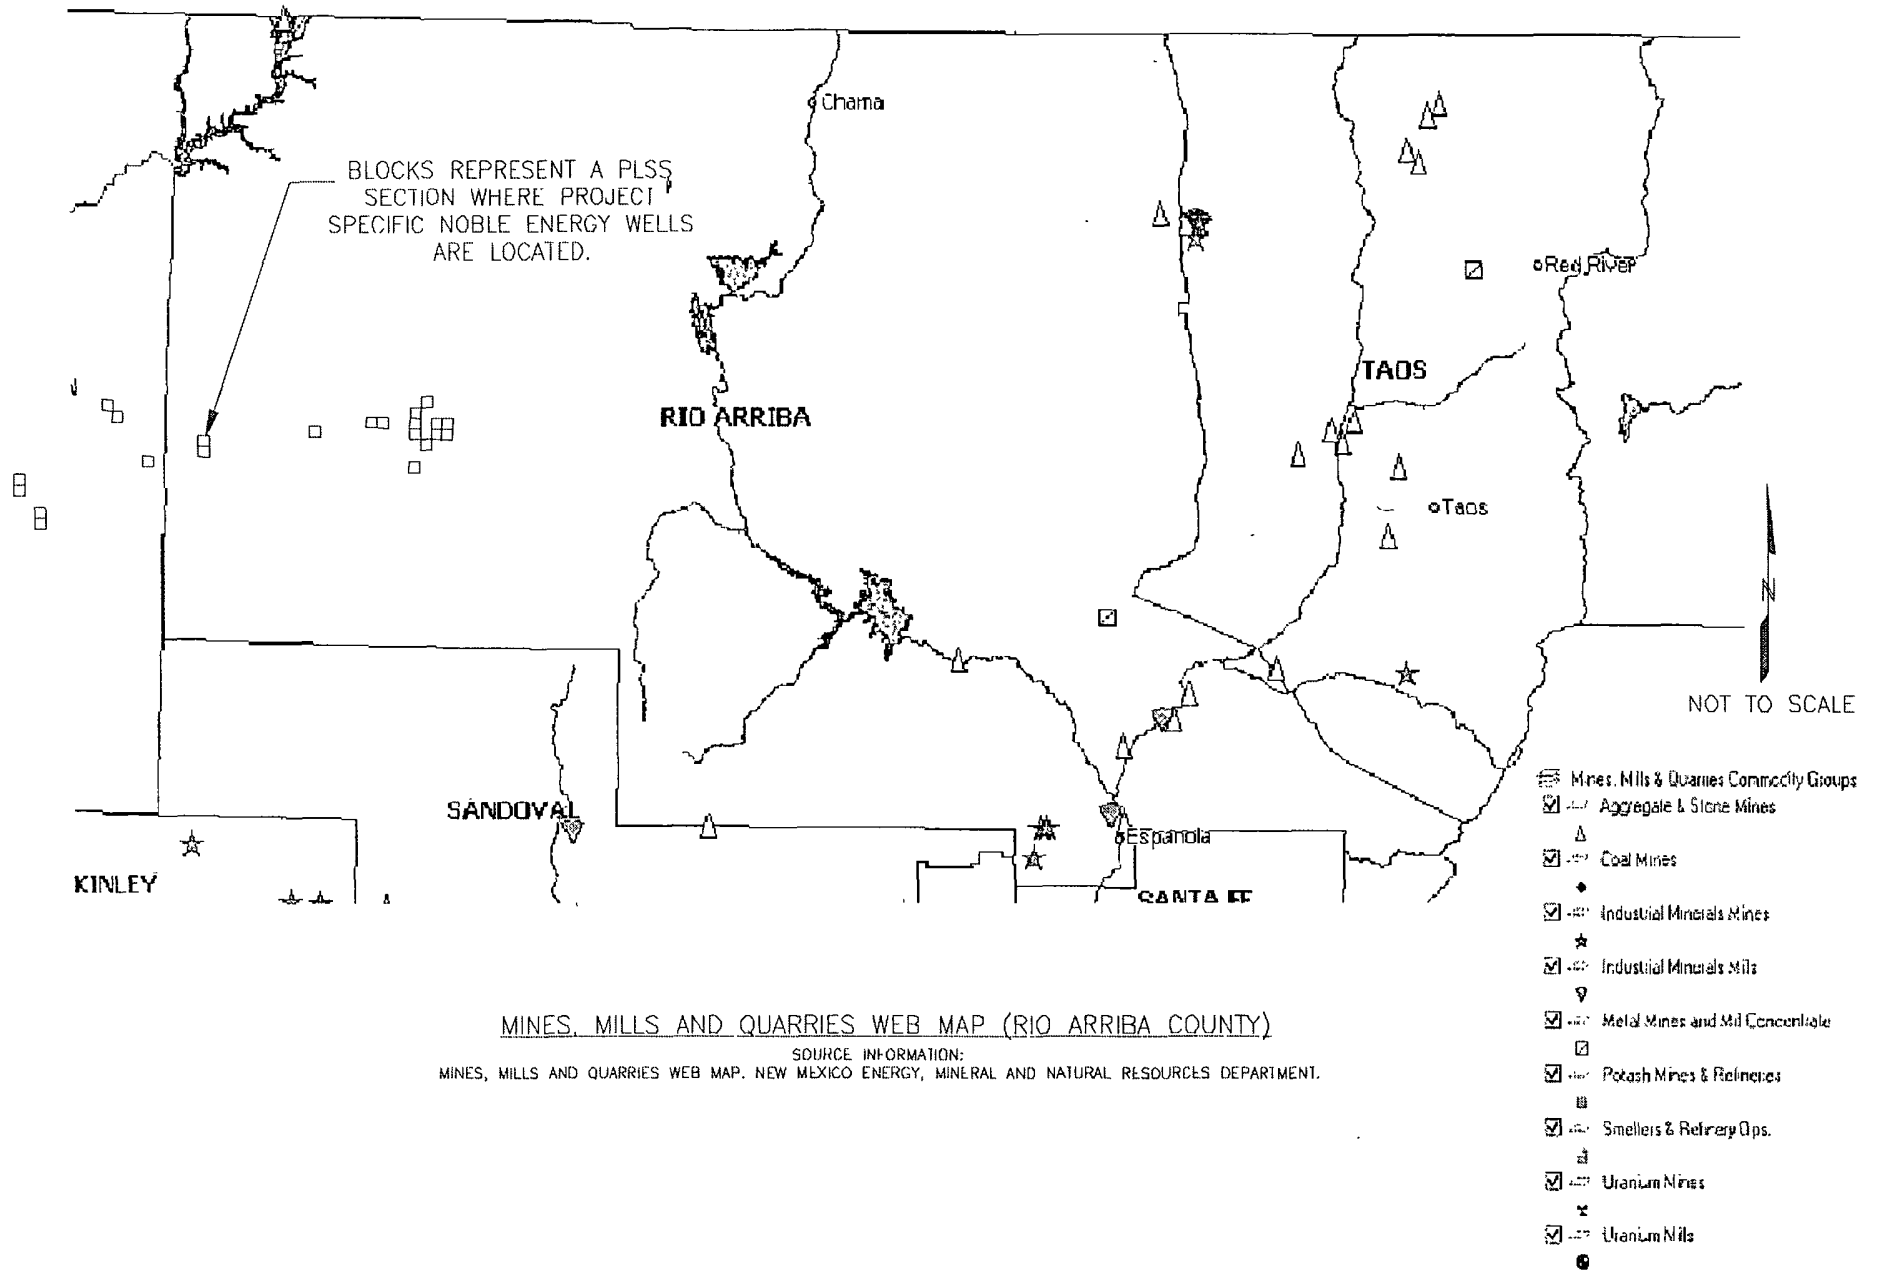 Chama
BLOCKS REPRESENT A PLSS
SECTION WHERE PROJECT
SPECIFIC NOBLE ENERGY WELLS
ARE LOCATED.
Red River
TAOS
RIO ARRIBA
Taos
N
NOT TO SCALE
SANDOVAL
Espanola
KINLEY
SANTA FE
Mines, Mills & Quarries Commodity Groups
Aggregate & Stone Mines
Coal Mines
Industrial Minerals Mines
Industrial Minerals Mills
Metal Mines and Mill Concentrate
Potash Mines & Refineries
Smelters & Refinery Ops.
Uranium Mines
Uranium Mills
MINES, MILLS AND QUARRIES WEB MAP (RIO ARRIBA COUNTY)
SOURCE INFORMATION:
MINES, MILLS AND QUARRIES WEB MAP. NEW MEXICO ENERGY, MINERAL AND NATURAL RESOURCES DEPARTMENT.